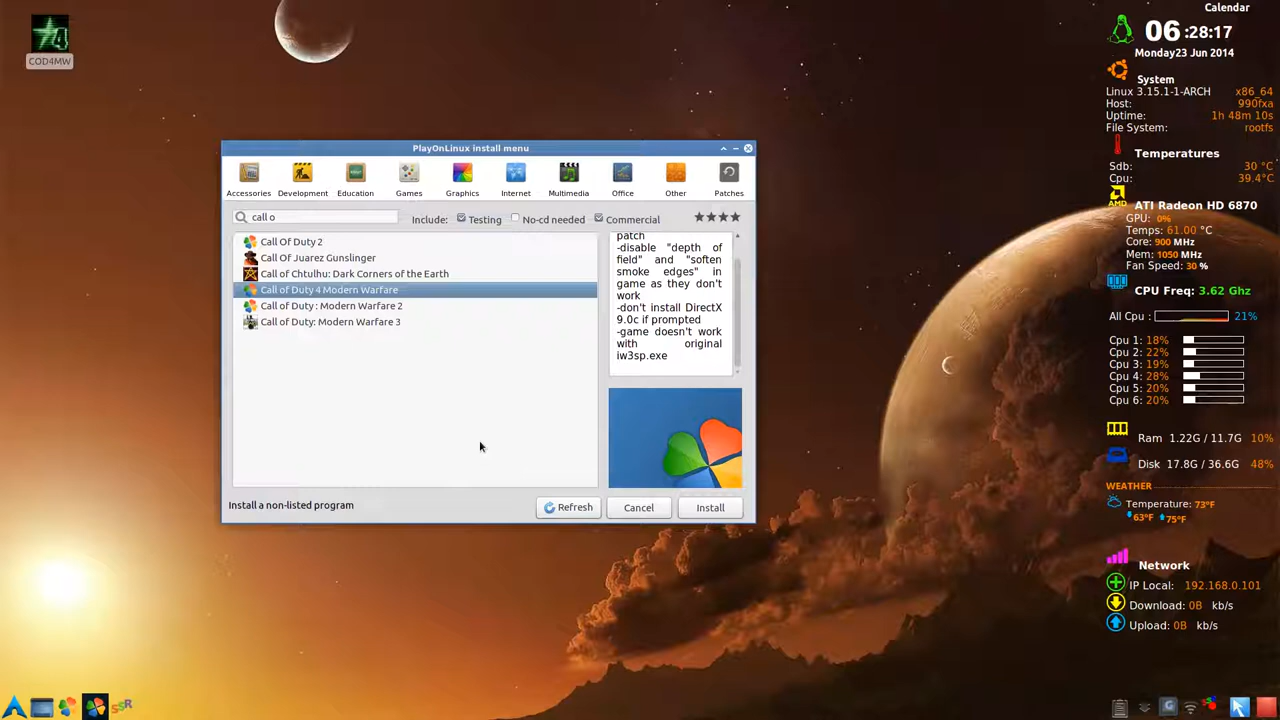 COD4MW
PlayOnLinux install menu
Accessories
Development
Education
Games
Graphics
Internet
Multimedia
Office
Other
Patches
call o
Include:
Testing
No-cd needed
Commercial
Call Of Duty 2
Call Of Juarez Gunslinger
Call of Chtulhu: Dark Corners of the Earth
Call of Duty 4 Modern Warfare
Call of Duty : Modern Warfare 2
Call of Duty: Modern Warfare 3
patch
-disable "depth of
field" and "soften
smoke edges" in
game as they don't
work
-don't install DirectX
9.0c if prompted
-game doesn't work
with original
iw3sp.exe
Install a non-listed program
Refresh
Cancel
Install
Calendar
06:28:17
Monday23 Jun 2014
System
Linux 3.15.1-1-ARCH x86_64
Host: 990fxa
Uptime: 1h 48m 10s
File System: rootfs
Temperatures
Sdb: 30 °C
Cpu: 39.4°C
AMD
ATI Radeon HD 6870
GPU: 0%
Temps: 61.00 °C
Core: 900 MHz
Mem: 1050 MHz
Fan Speed: 30 %
CPU Freq: 3.62 Ghz
All Cpu : 21%
Cpu 1: 18%
Cpu 2: 22%
Cpu 3: 19%
Cpu 4: 28%
Cpu 5: 20%
Cpu 6: 20%
Ram 1.22G / 11.7G 10%
Disk 17.8G / 36.6G 48%
WEATHER
Temperature: 73°F
63°F 75°F
Network
IP Local: 192.168.0.101
Download: 0B kb/s
Upload: 0B kb/s
SSR